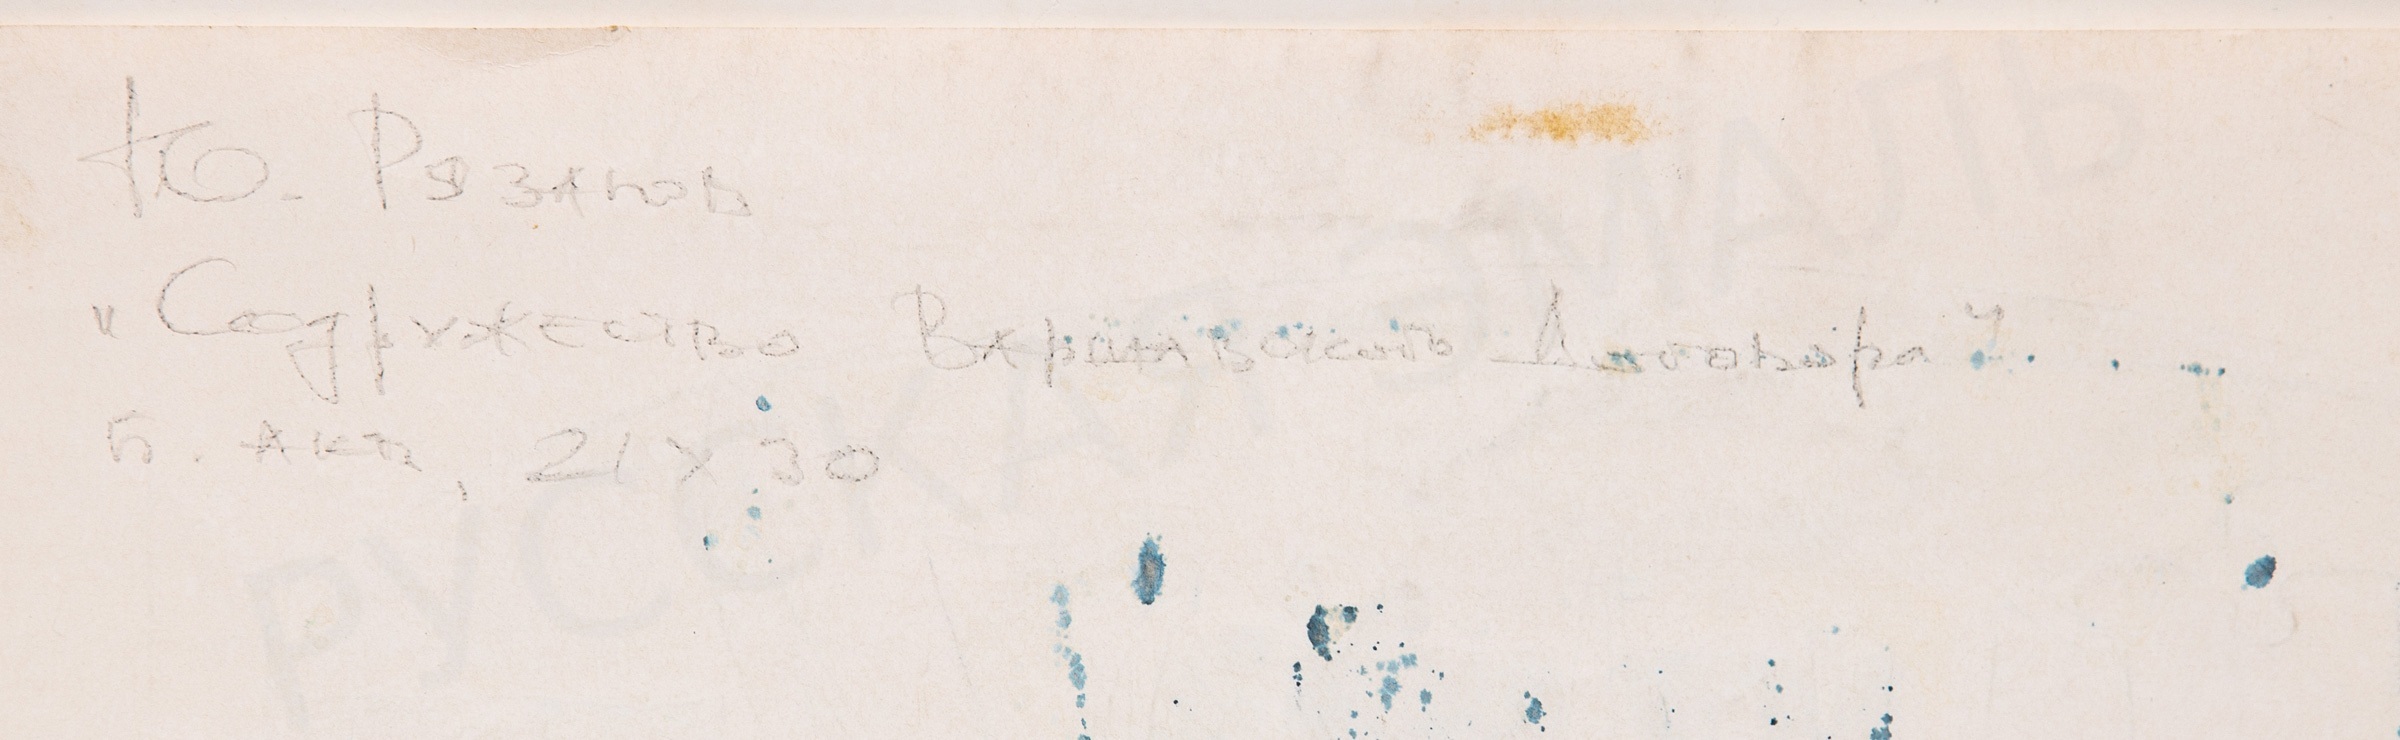 Ю. Рязанов
"Содружество Варшавского Договора"
Б. Акв, 21 х 30